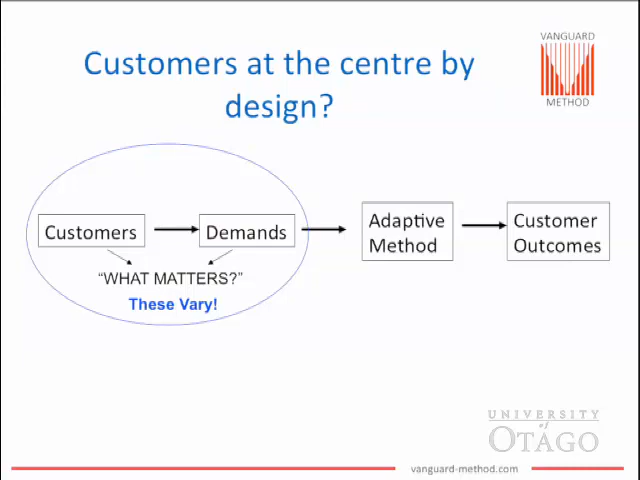 VANGUARD
METHOD
Customers at the centre by
design?
Customers
Demands
Adaptive
Method
Customer
Outcomes
“WHAT MATTERS?”
These Vary!
UNIVERSITY
of
OTĀGO
vanguard-method.com